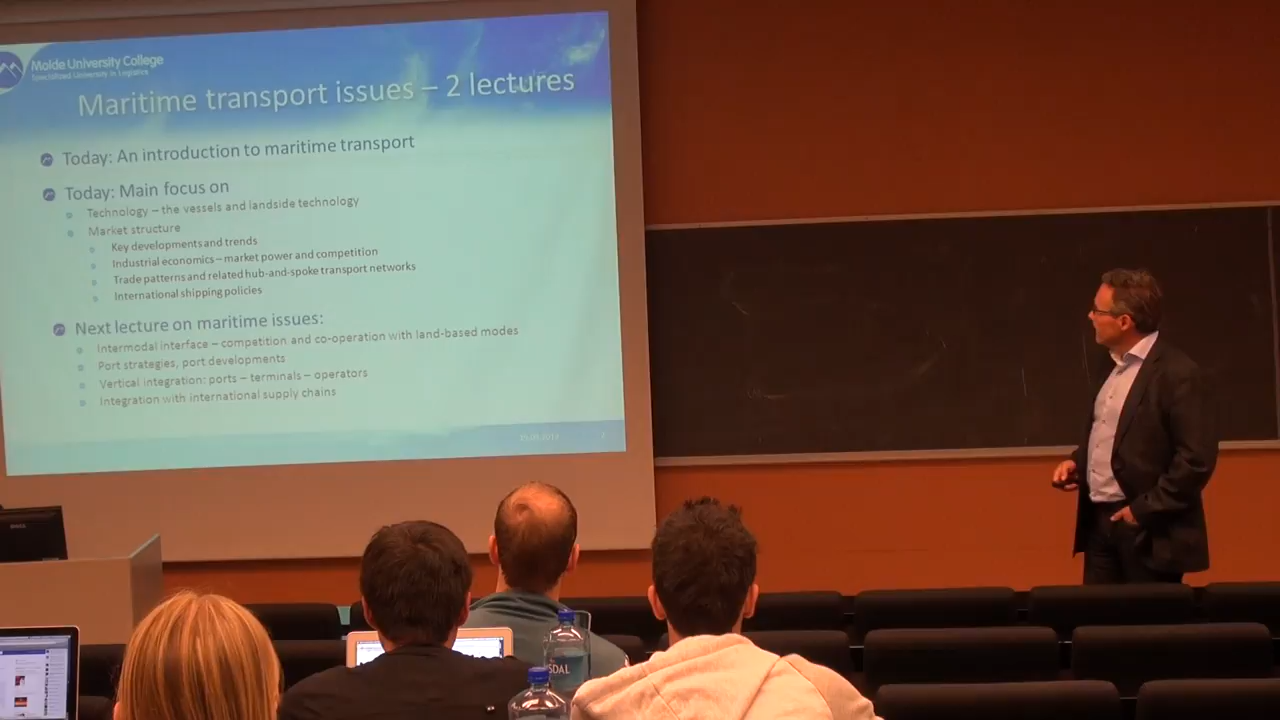 Molde University College
Specialized University in Logistics
Maritime transport issues – 2 lectures
Today: An introduction to maritime transport
Today: Main focus on
Technology – the vessels and landside technology
Market structure
Key developments and trends
Industrial economics – market power and competition
Trade patterns and related hub-and-spoke transport networks
International shipping policies
Next lecture on maritime issues:
Intermodal interface – competition and co-operation with land-based modes
Port strategies, port developments
Vertical integration: ports – terminals – operators
Integration with international supply chains
SDAL